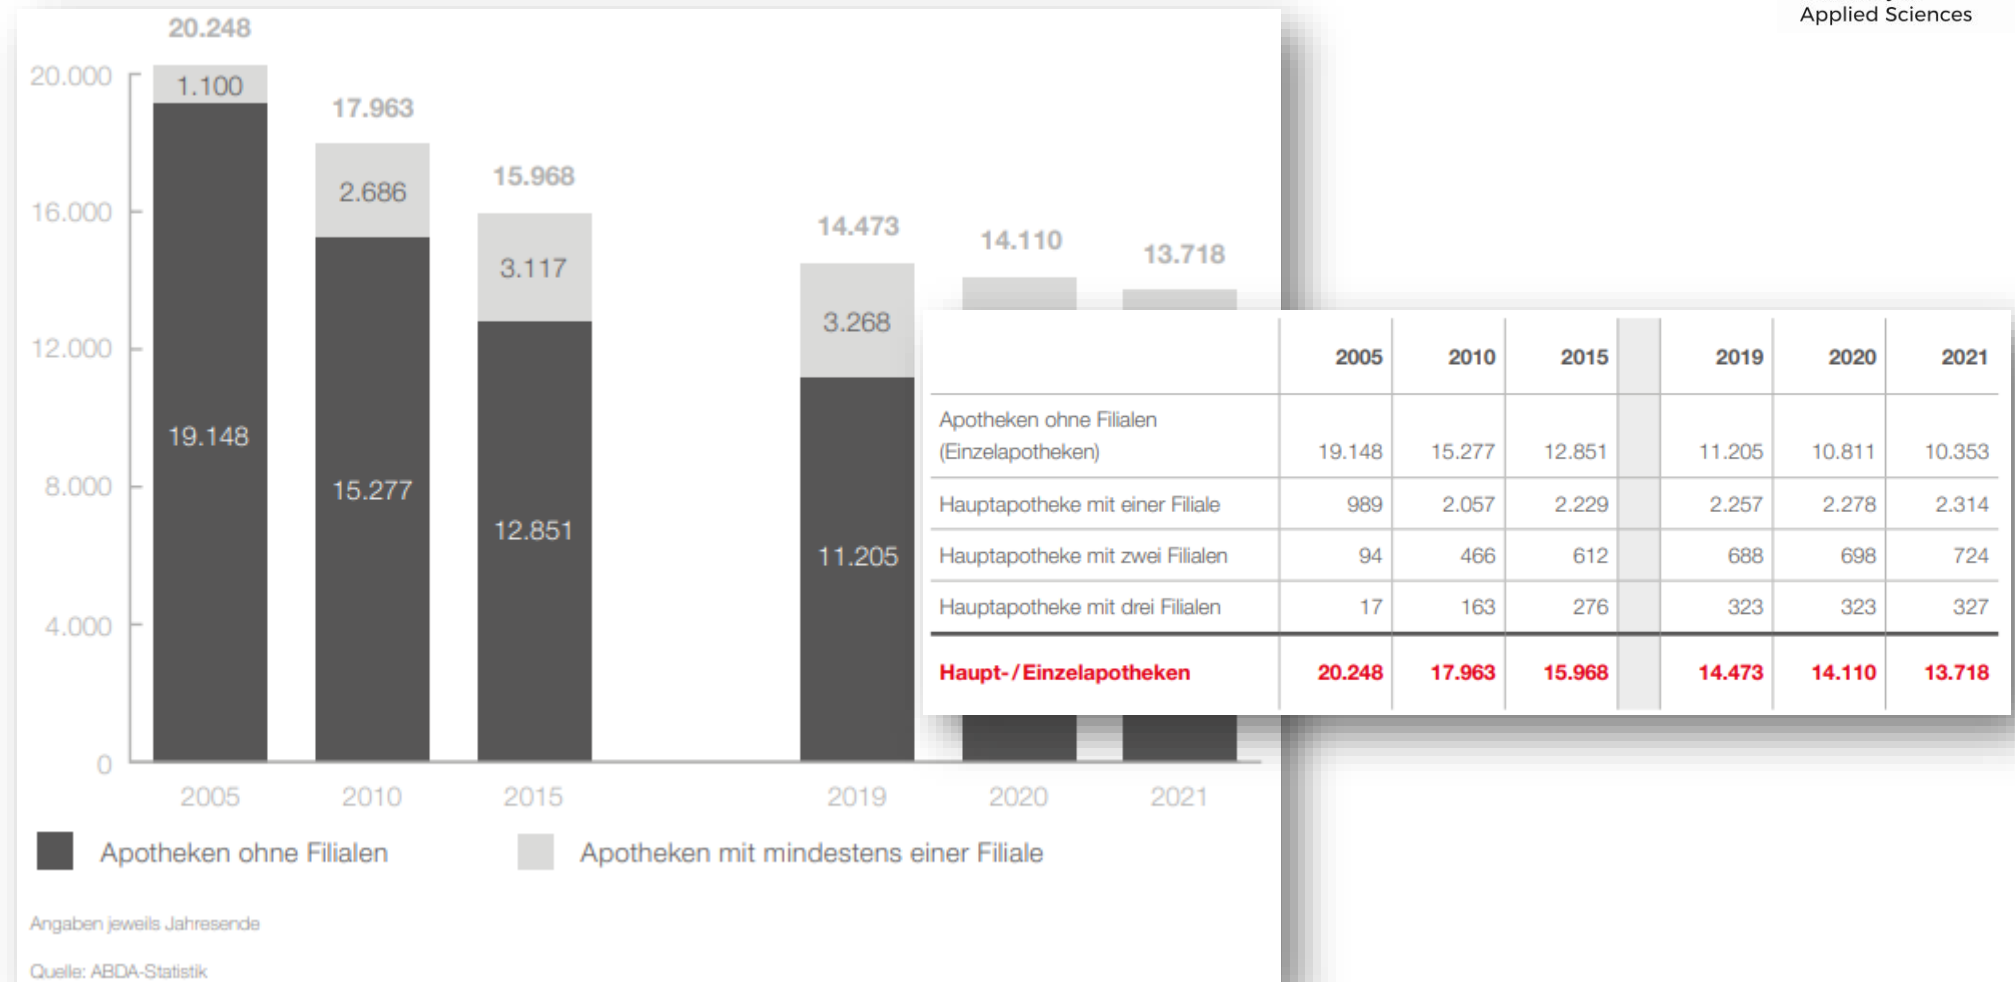 Applied Sciences
20.248
20.000
1.100
17.963
2.686
15.968
16.000
3.117
14.473
14.110
13.718
3.268
12.000
19.148
8.000
15.277
12.851
11.205
4.000
0
2005 2010 2015 2019 2020 2021
Apotheken ohne Filialen Apotheken mit mindestens einer Filiale
Angaben jeweils Jahresende
Quelle: ABDA-Statistik
2005 2010 2015 2019 2020 2021
Apotheken ohne Filialen
(Einzelapotheken) 19.148 15.277 12.851 11.205 10.811 10.353
Hauptapotheke mit einer Filiale 989 2.057 2.229 2.257 2.278 2.314
Hauptapotheke mit zwei Filialen 94 466 612 688 698 724
Hauptapotheke mit drei Filialen 17 163 276 323 323 327
Haupt-/Einzelapotheken 20.248 17.963 15.968 14.473 14.110 13.718